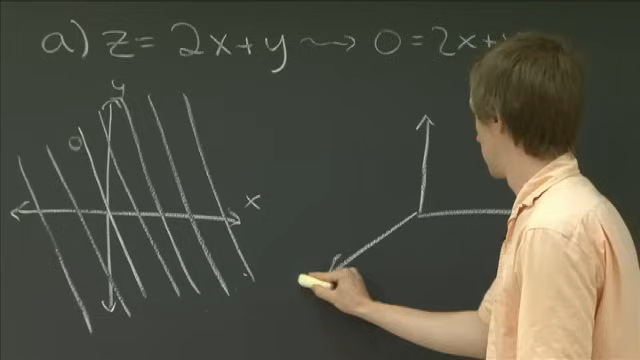 a) z = 2x+y ⇝ 0 = 2x+
y
0
x